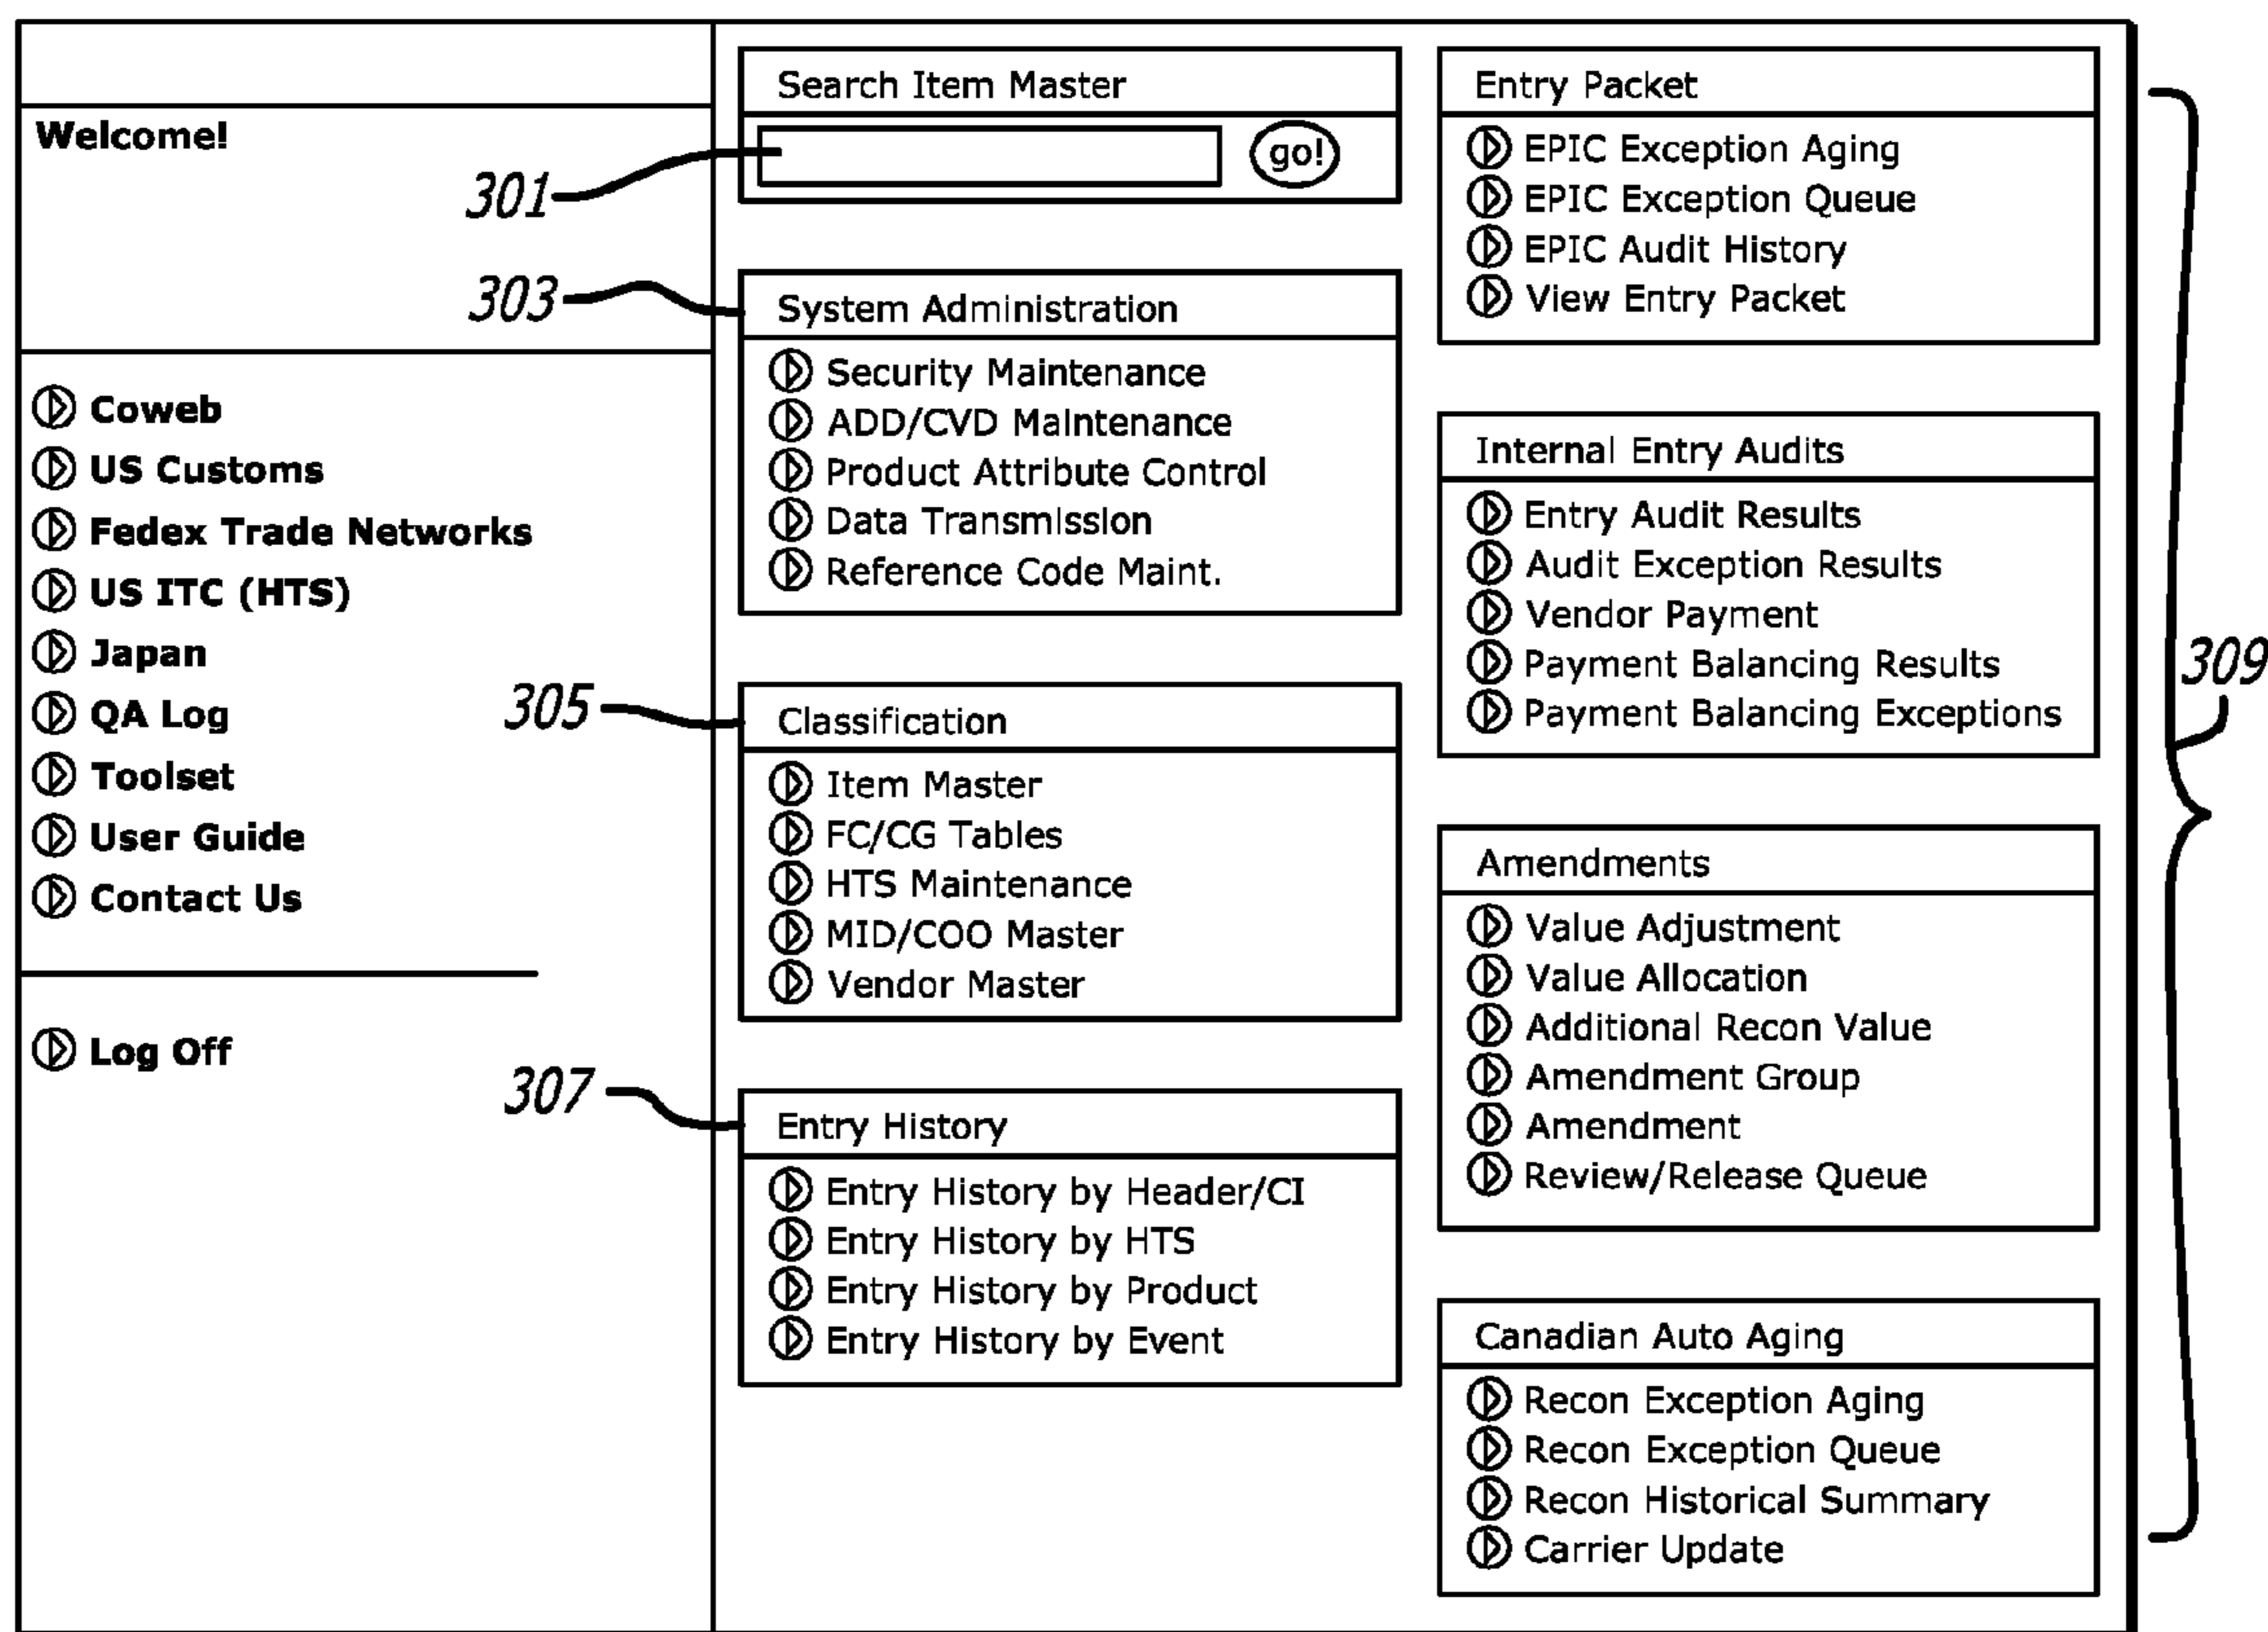 Welcome!
Coweb
US Customs
Fedex Trade Networks
US ITC (HTS)
Japan
QA Log
Toolset
User Guide
Contact Us
Log Off
301
Search Item Master
go!
303
System Administration
Security Maintenance
ADD/CVD Maintenance
Product Attribute Control
Data Transmission
Reference Code Maint.
305
Classification
Item Master
FC/CG Tables
HTS Maintenance
MID/COO Master
Vendor Master
307
Entry History
Entry History by Header/CI
Entry History by HTS
Entry History by Product
Entry History by Event
Entry Packet
EPIC Exception Aging
EPIC Exception Queue
EPIC Audit History
View Entry Packet
Internal Entry Audits
Entry Audit Results
Audit Exception Results
Vendor Payment
Payment Balancing Results
Payment Balancing Exceptions
Amendments
Value Adjustment
Value Allocation
Additional Recon Value
Amendment Group
Amendment
Review/Release Queue
Canadian Auto Aging
Recon Exception Aging
Recon Exception Queue
Recon Historical Summary
Carrier Update
309